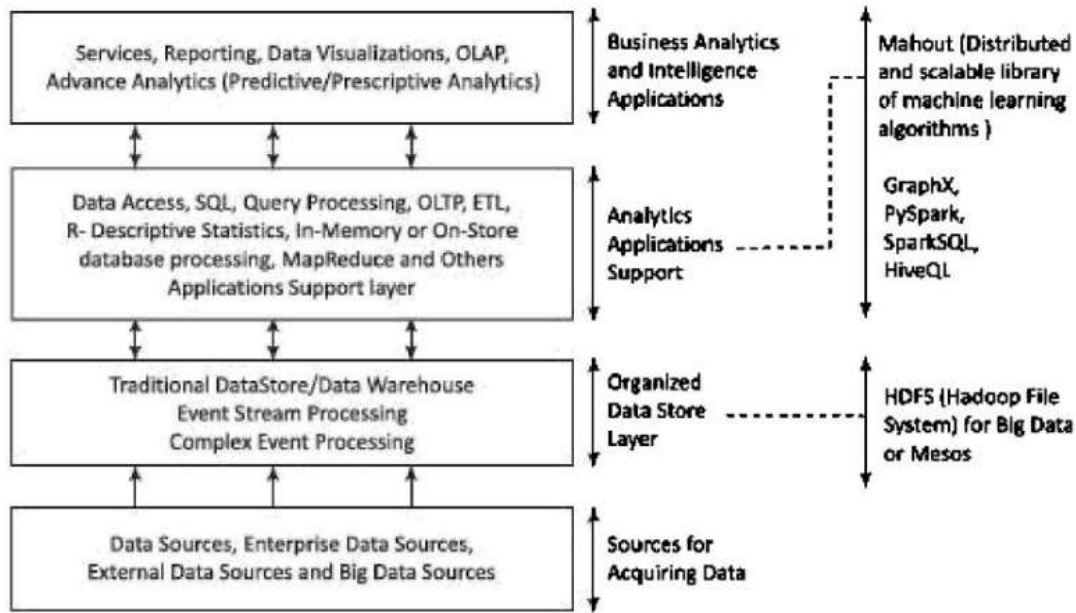 Services, Reporting, Data Visualizations, OLAP,
Advance Analytics (Predictive/Prescriptive Analytics)
Business Analytics
and Intelligence
Applications
Mahout (Distributed
and scalable library
of machine learning
algorithms )
GraphX,
PySpark,
SparkSQL,
HiveQL
Data Access, SQL, Query Processing, OLTP, ETL,
R- Descriptive Statistics, In-Memory or On-Store
database processing, MapReduce and Others
Applications Support layer
Analytics
Applications
Support
Traditional DataStore/Data Warehouse
Event Stream Processing
Complex Event Processing
Organized
Data Store
Layer
HDFS (Hadoop File
System) for Big Data
or Mesos
Data Sources, Enterprise Data Sources,
External Data Sources and Big Data Sources
Sources for
Acquiring Data